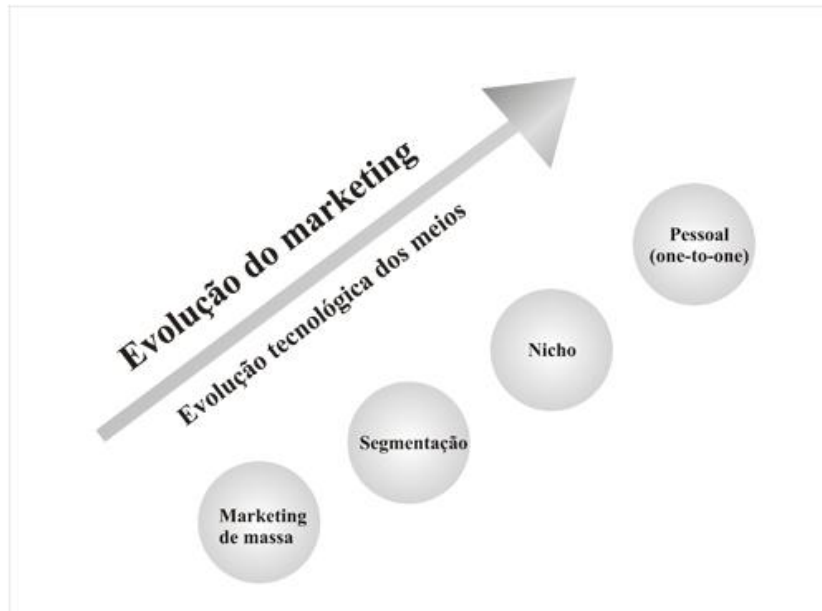 Evolução do marketing
Evolução tecnológica dos meios
Pessoal
(one-to-one)
Nicho
Segmentação
Marketing
de massa